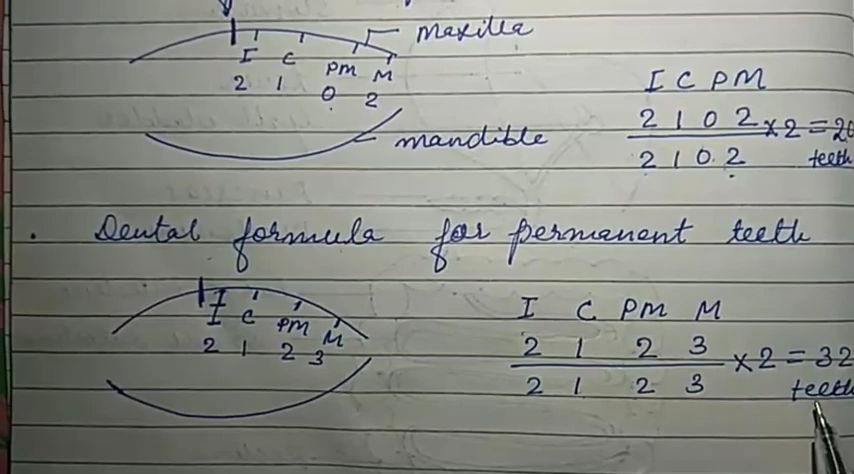 maxilla
I C PM M
2 1 0 2
mandible
I C P M
2 1 0 2
2 1 0 2
×2 = 20
teeth
. Dental formula for permanent teeth
I
I C PM M
2 1 2 3
I C PM M
2 1 2 3
2 1 2 3
×2 = 32
teeth